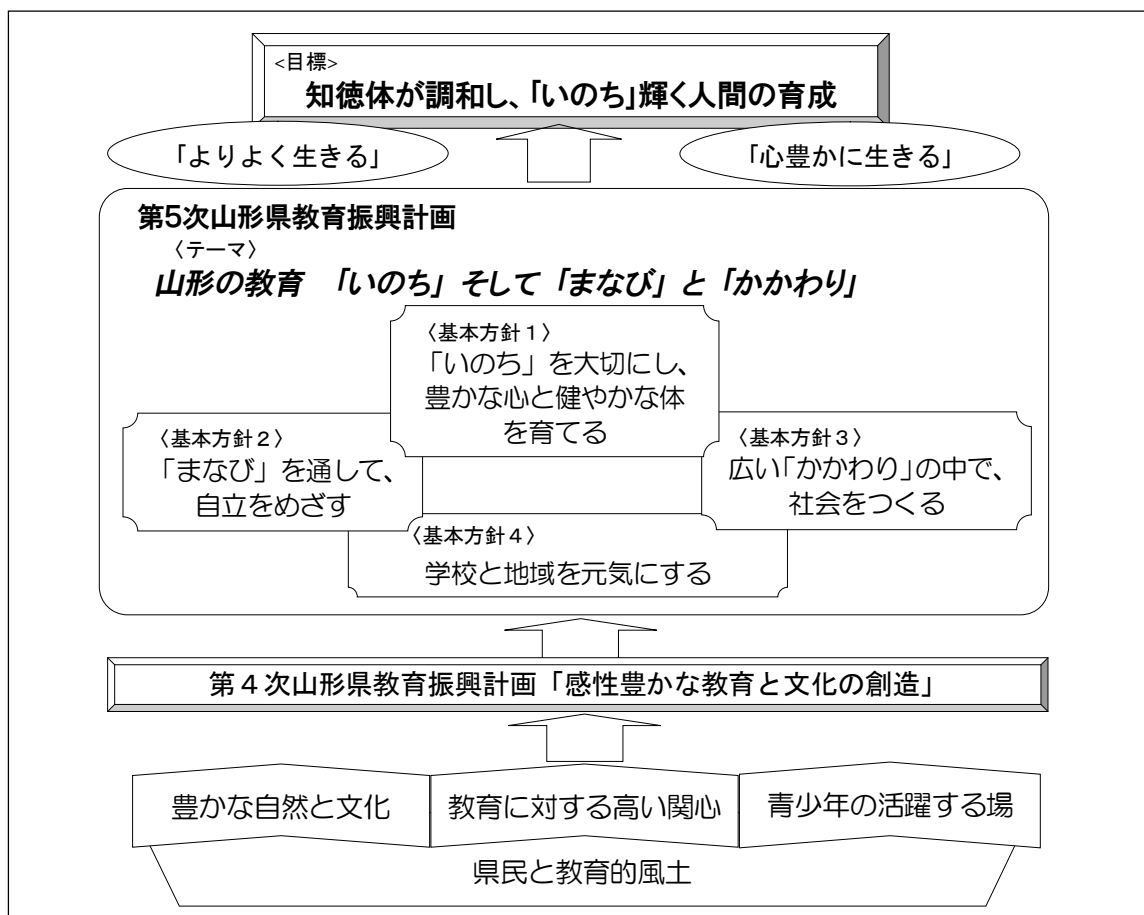 <目標>
知徳体が調和し、「いのち」輝く人間の育成
「よりよく生きる」
「心豊かに生きる」
第5次山形県教育振興計画
〈テーマ〉
山形の教育 「いのち」そして「まなび」と「かかわり」
〈基本方針１〉
「いのち」を大切にし、
豊かな心と健やかな体
を育てる
〈基本方針２〉
「まなび」を通して、
自立をめざす
〈基本方針３〉
広い「かかわり」の中で、
社会をつくる
〈基本方針４〉
学校と地域を元気にする
第４次山形県教育振興計画「感性豊かな教育と文化の創造」
豊かな自然と文化
教育に対する高い関心
青少年の活躍する場
県民と教育的風土